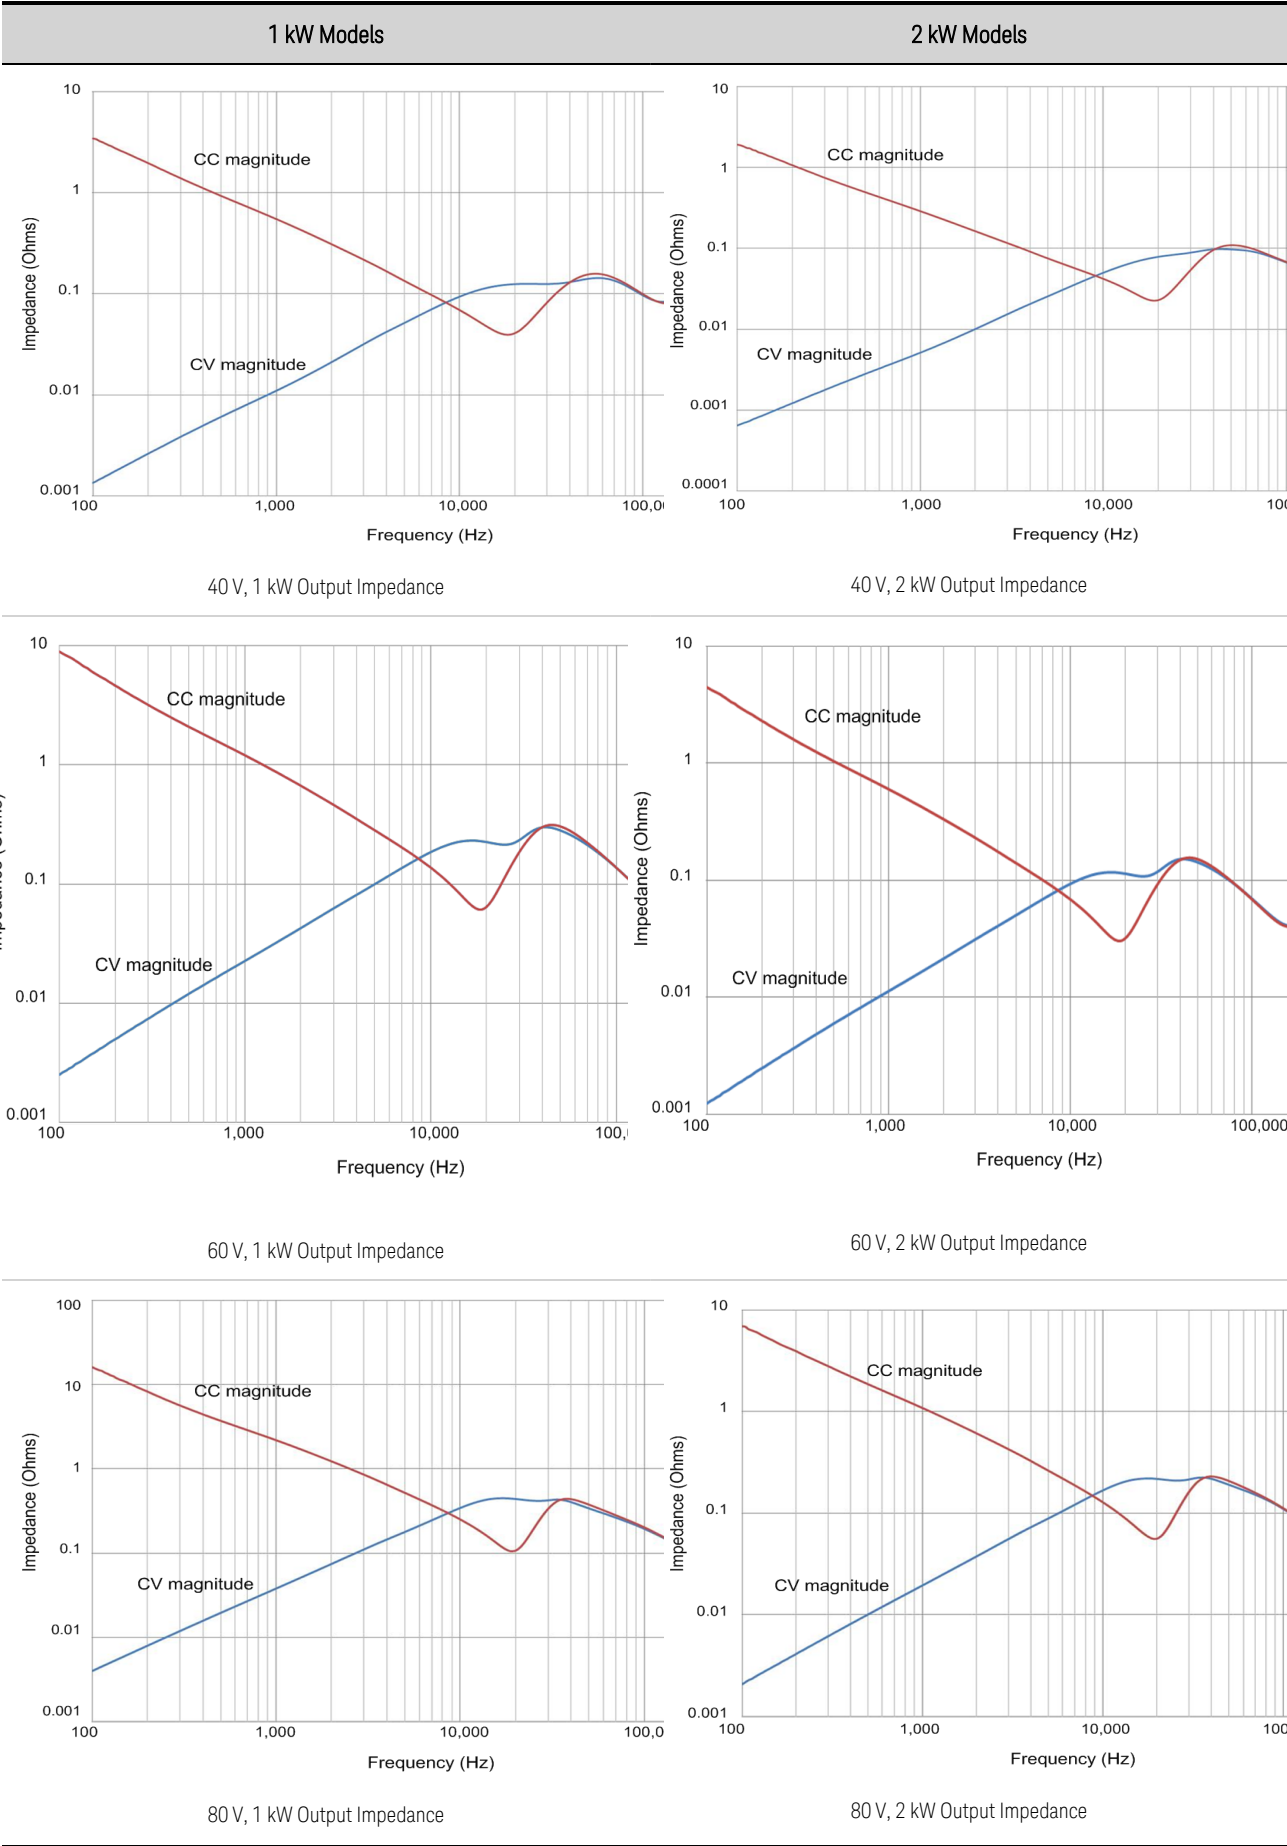 1 kW Models
2 kW Models
10
1
0.1
0.01
0.001
CC magnitude
CV magnitude
Impedance (Ohms)
100
1,000
10,000
100,0
Frequency (Hz)
40 V, 1 kW Output Impedance
10
1
0.1
0.01
0.001
0.0001
CC magnitude
CV magnitude
Impedance (Ohms)
100
1,000
10,000
100
Frequency (Hz)
40 V, 2 kW Output Impedance
10
1
0.1
0.01
0.001
CC magnitude
CV magnitude
100
1,000
10,000
100,
Frequency (Hz)
60 V, 1 kW Output Impedance
10
1
0.1
0.01
0.001
CC magnitude
CV magnitude
Impedance (Ohms)
100
1,000
10,000
100,000
Frequency (Hz)
60 V, 2 kW Output Impedance
100
10
1
0.1
0.01
0.001
CC magnitude
CV magnitude
Impedance (Ohms)
100
1,000
10,000
100,0
Frequency (Hz)
80 V, 1 kW Output Impedance
10
1
0.1
0.01
0.001
CC magnitude
CV magnitude
Impedance (Ohms)
100
1,000
10,000
100
Frequency (Hz)
80 V, 2 kW Output Impedance